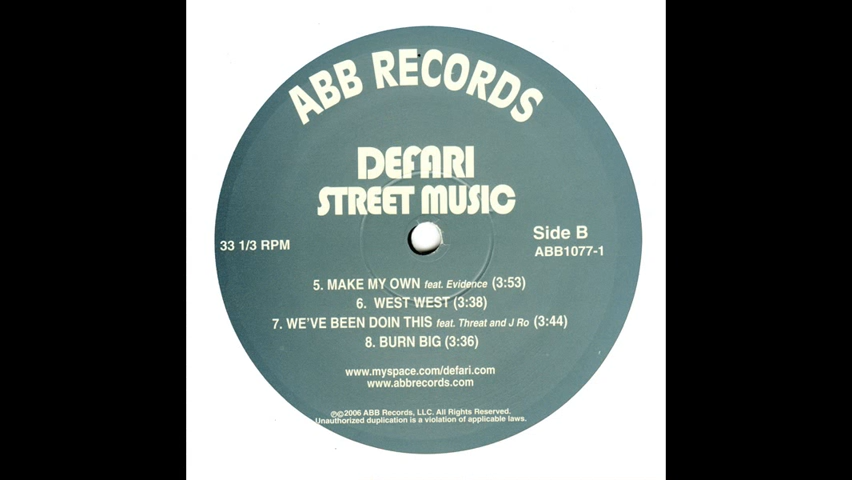 ABB RECORDS
DEFARI
STREET MUSIC
33 1/3 RPM
Side B
ABB1077-1
5. MAKE MY OWN feat. Evidence (3:53)
6. WEST WEST (3:38)
7. WE'VE BEEN DOIN THIS feat. Threat and J Ro (3:44)
8. BURN BIG (3:36)
www.myspace.com/defari.com
www.abbrecords.com
℗©2006 ABB Records, LLC. All Rights Reserved.
Unauthorized duplication is a violation of applicable laws.